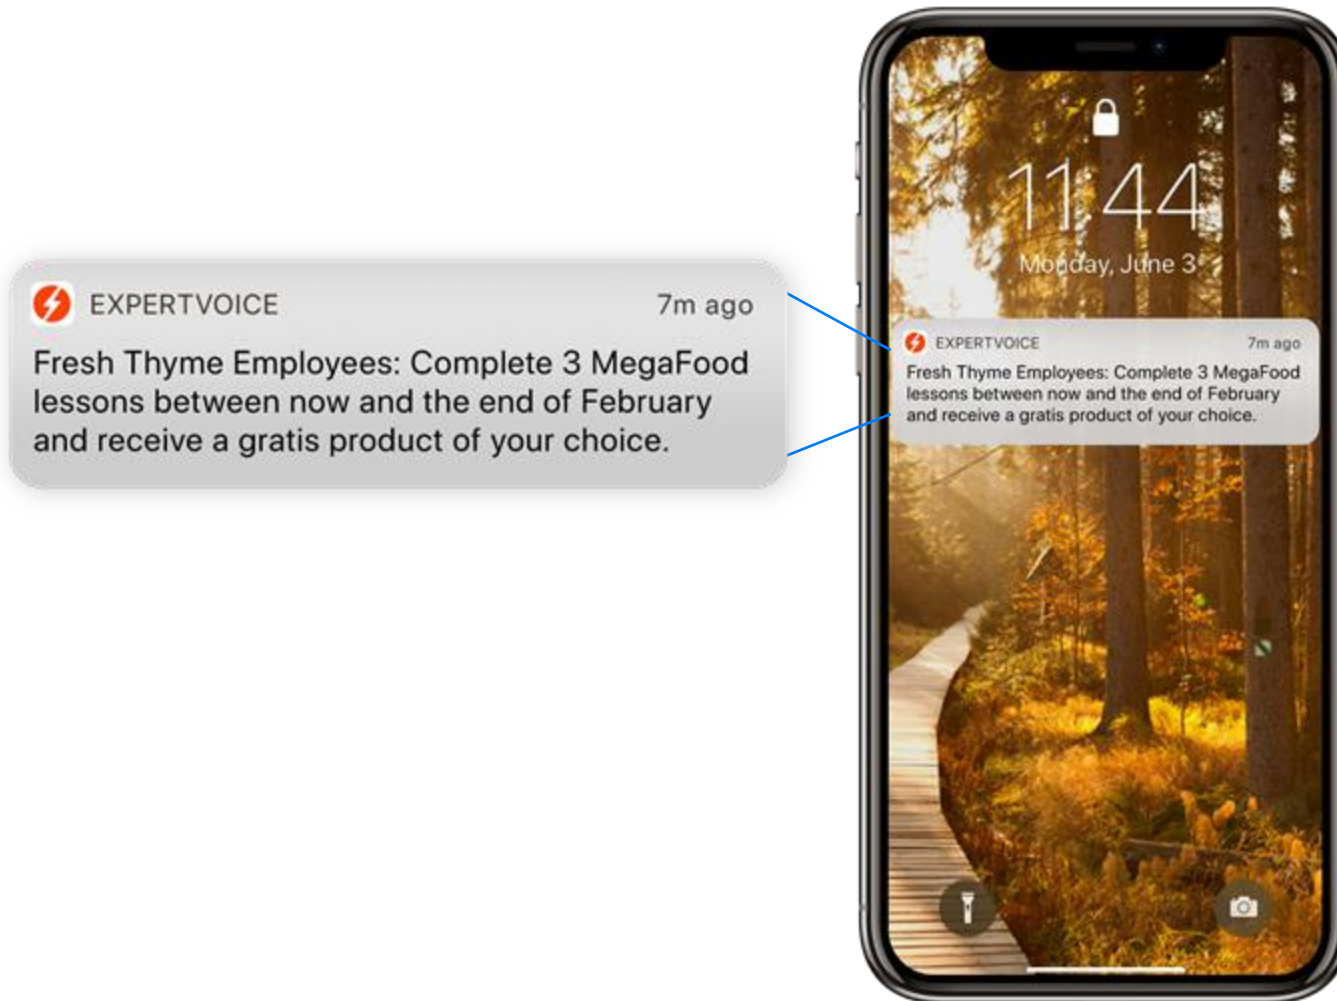 EXPERTVOICE 7m ago
Fresh Thyme Employees: Complete 3 MegaFood
lessons between now and the end of February
and receive a gratis product of your choice.
11:44
Monday, June 3
EXPERTVOICE 7m ago
Fresh Thyme Employees: Complete 3 MegaFood
lessons between now and the end of February
and receive a gratis product of your choice.